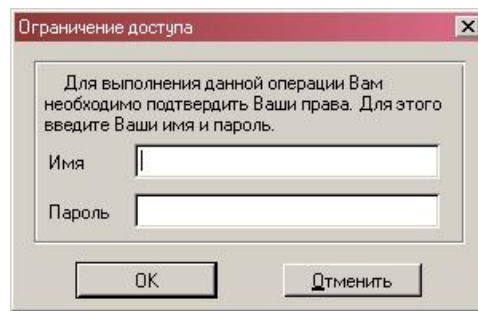 Ограничение доступа
Для выполнения данной операции Вам
необходимо подтвердить Ваши права. Для этого
введите Ваши имя и пароль.
Имя
Пароль
OK
Отменить